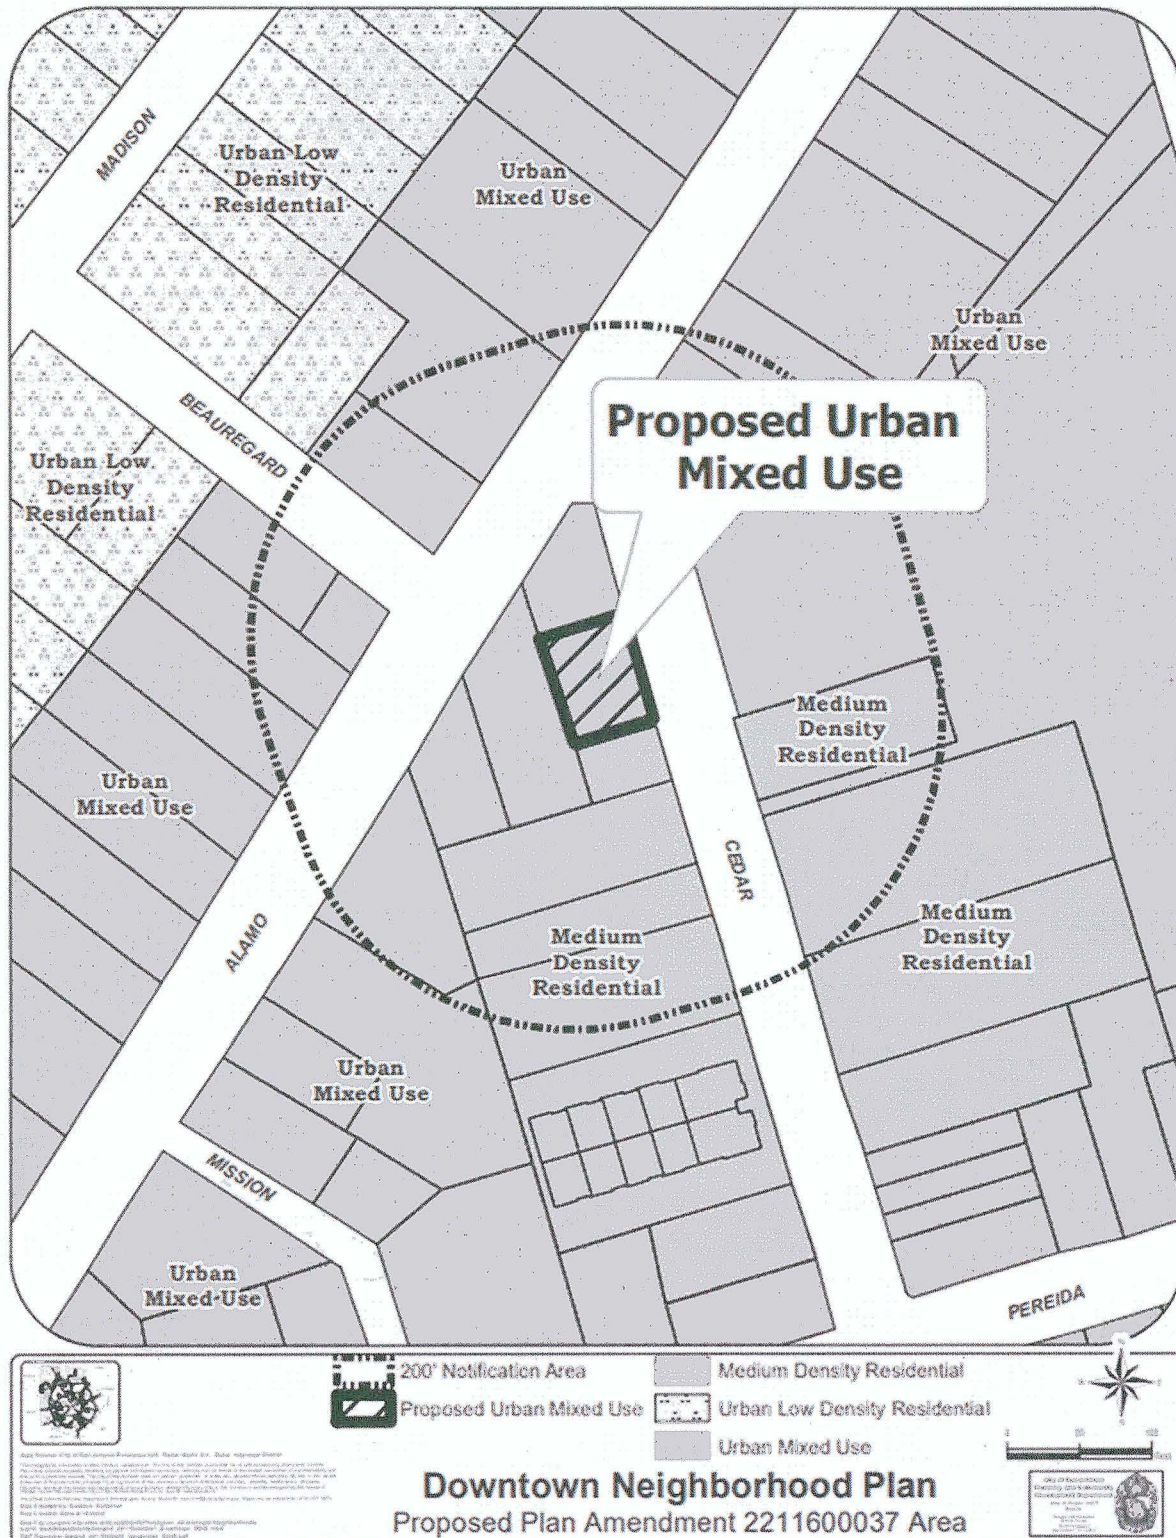 MADISON
Urban Low
Density
Residential
Urban
Mixed Use
Urban
Mixed Use
BEAUREGARD
Proposed Urban
Mixed Use
Urban Low
Density
Residential
Medium
Density
Residential
Urban
Mixed Use
CEDAR
ALAMO
Medium
Density
Residential
Medium
Density
Residential
Urban
Mixed Use
MISSION
Urban
Mixed Use
PEREIDA
200' Notification Area
Medium Density Residential
Proposed Urban Mixed Use
Urban Low Density Residential
Urban Mixed Use
Downtown Neighborhood Plan
Proposed Plan Amendment 2211600037 Area